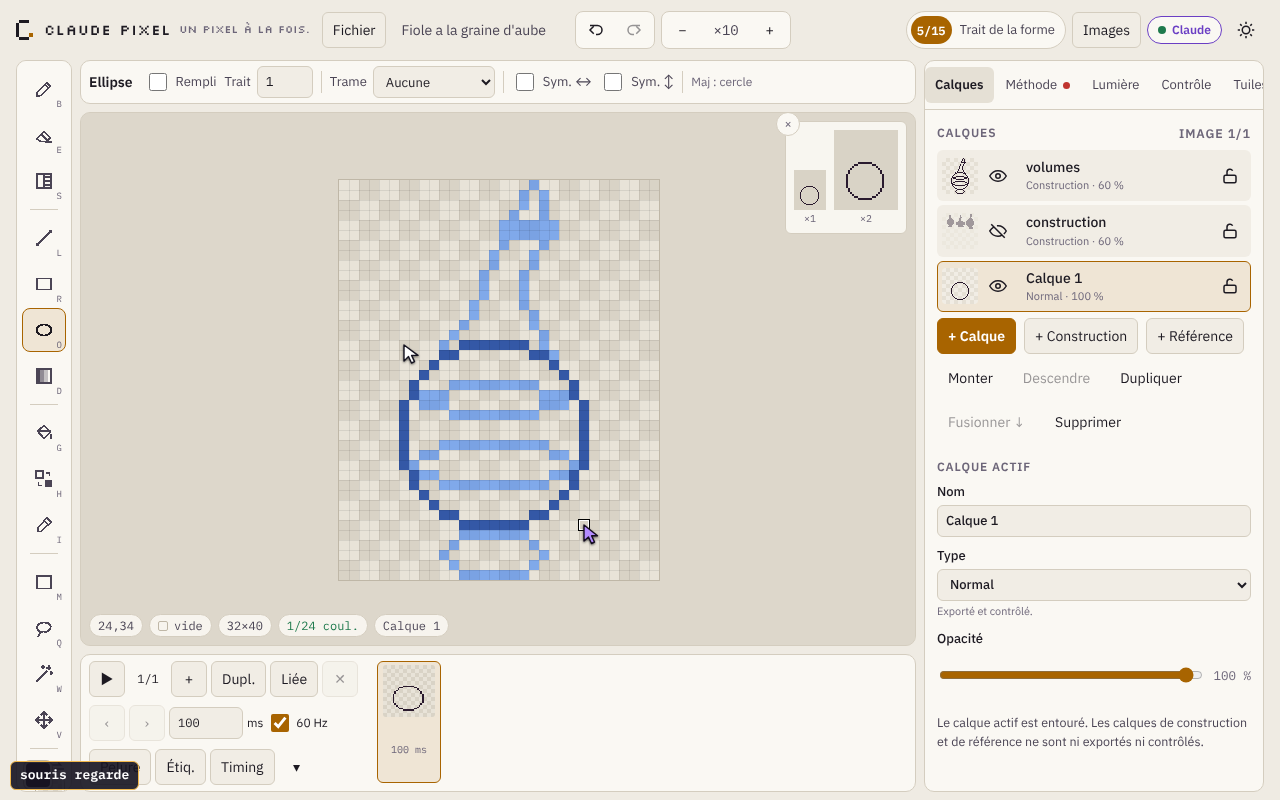 CLAUDE PIXEL UN PIXEL À LA FOIS. Fichier Fiole a la graine d'aube − ×10 + 5/15 Trait de la forme Images Claude
Ellipse Rempli Trait 1 Trame Aucune Sym. ↔ Sym. ↕ Maj : cercle
Calques Méthode Lumière Contrôle Tuiles
B
E
S
L
R
O
D
G
H
I
M
Q
W
V
×
×1 ×2
CALQUES IMAGE 1/1
volumes
Construction · 60 %
construction
Construction · 60 %
Calque 1
Normal · 100 %
+ Calque + Construction + Référence
Monter Descendre Dupliquer
Fusionner ↓ Supprimer
CALQUE ACTIF
Nom
Calque 1
Type
Normal
Exporté et contrôlé.
Opacité
100 %
Le calque actif est entouré. Les calques de construction
et de référence ne sont ni exportés ni contrôlés.
24,34 vide 32×40 1/24 coul. Calque 1
1/1 + Dupl. Liée ×
‹ › 100 ms 60 Hz
100 ms
Étiq. Timing ▼
souris regarde